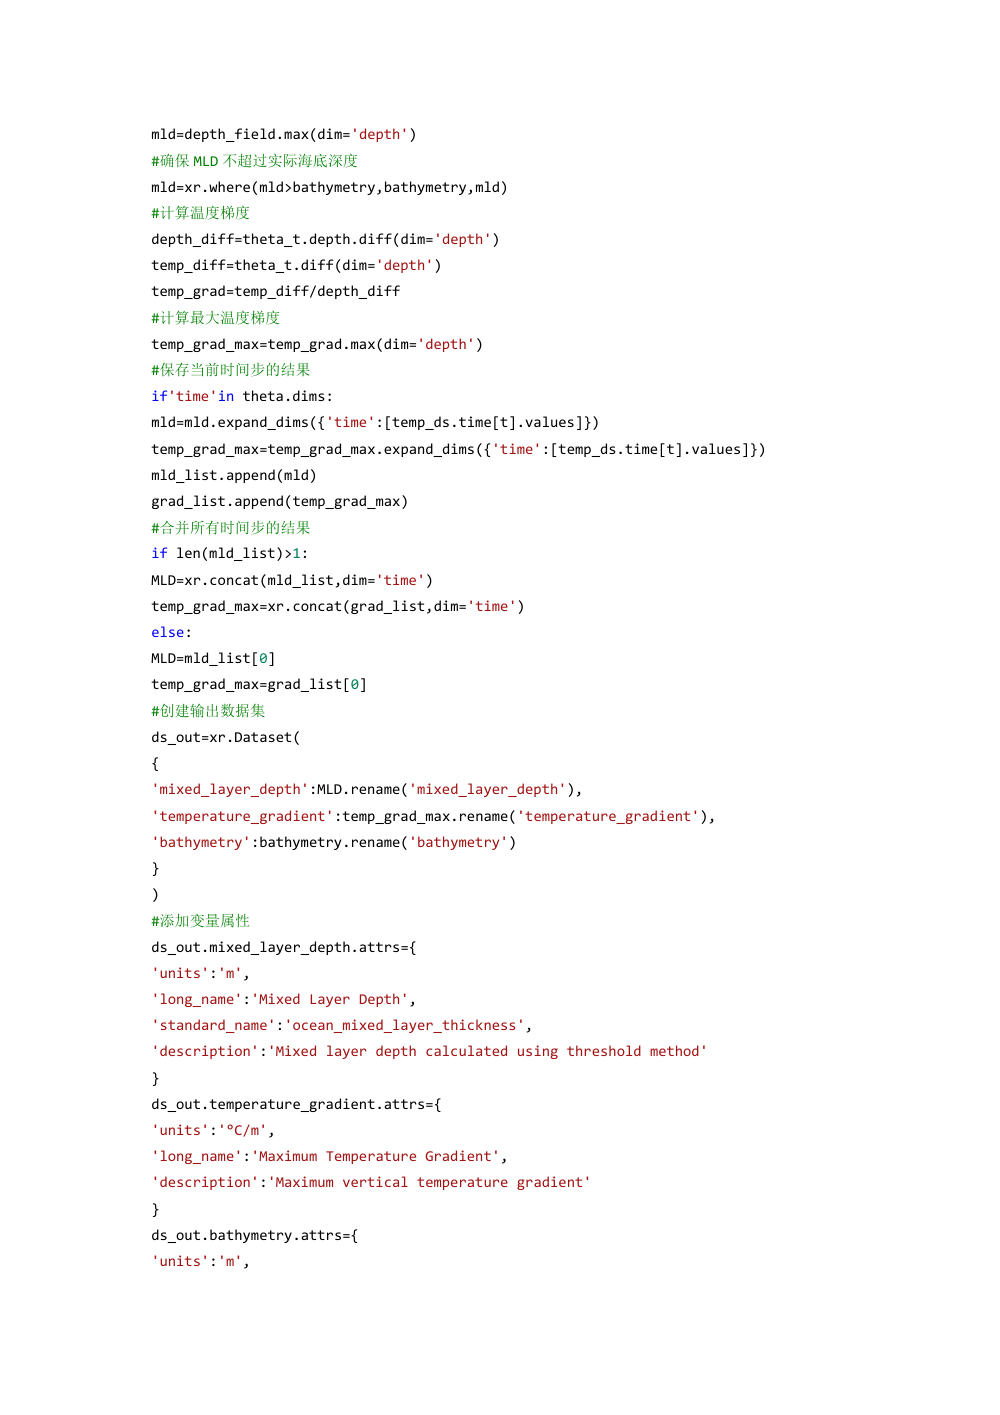 mld=depth_field.max(dim='depth')
#确保 MLD 不超过实际海底深度
mld=xr.where(mld>bathymetry,bathymetry,mld)
#计算温度梯度
depth_diff=theta_t.depth.diff(dim='depth')
temp_diff=theta_t.diff(dim='depth')
temp_grad=temp_diff/depth_diff
#计算最大温度梯度
temp_grad_max=temp_grad.max(dim='depth')
#保存当前时间步的结果
if'time'in theta.dims:
mld=mld.expand_dims({'time':[temp_ds.time[t].values]})
temp_grad_max=temp_grad_max.expand_dims({'time':[temp_ds.time[t].values]})
mld_list.append(mld)
grad_list.append(temp_grad_max)
#合并所有时间步的结果
if len(mld_list)>1:
MLD=xr.concat(mld_list,dim='time')
temp_grad_max=xr.concat(grad_list,dim='time')
else:
MLD=mld_list[0]
temp_grad_max=grad_list[0]
#创建输出数据集
ds_out=xr.Dataset(
{
'mixed_layer_depth':MLD.rename('mixed_layer_depth'),
'temperature_gradient':temp_grad_max.rename('temperature_gradient'),
'bathymetry':bathymetry.rename('bathymetry')
}
)
#添加变量属性
ds_out.mixed_layer_depth.attrs={
'units':'m',
'long_name':'Mixed Layer Depth',
'standard_name':'ocean_mixed_layer_thickness',
'description':'Mixed layer depth calculated using threshold method'
}
ds_out.temperature_gradient.attrs={
'units':'°C/m',
'long_name':'Maximum Temperature Gradient',
'description':'Maximum vertical temperature gradient'
}
ds_out.bathymetry.attrs={
'units':'m',